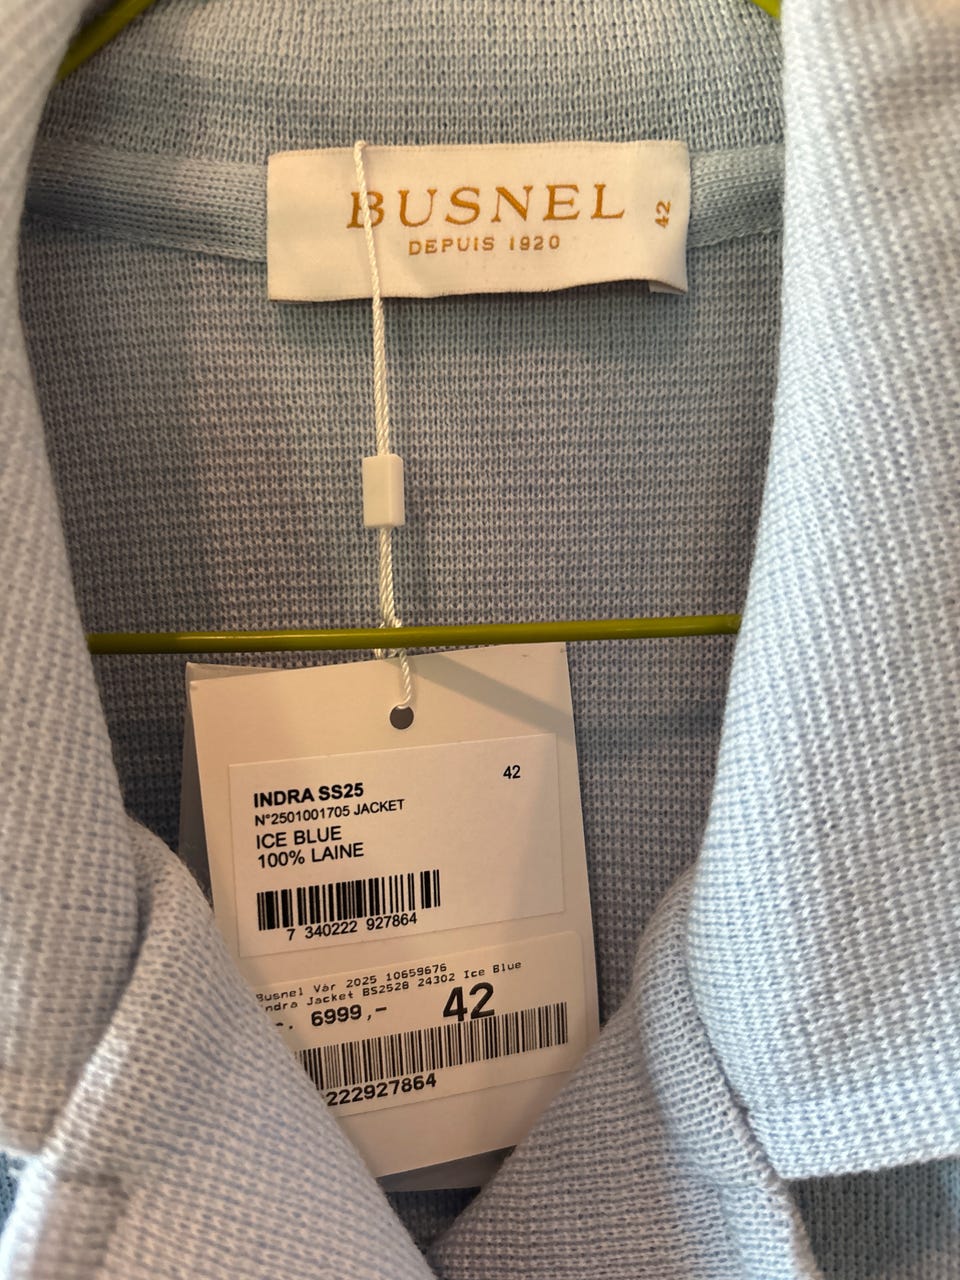 BUSNEL
42
DEPUIS 1920
42
INDRA SS25
N°2501001705 JACKET
ICE BLUE
100% LAINE
7 340222 927864
Busnel Vår 2025 10659676
Indra Jacket BS2528 24302 Ice Blue
6999,- 42
222927864